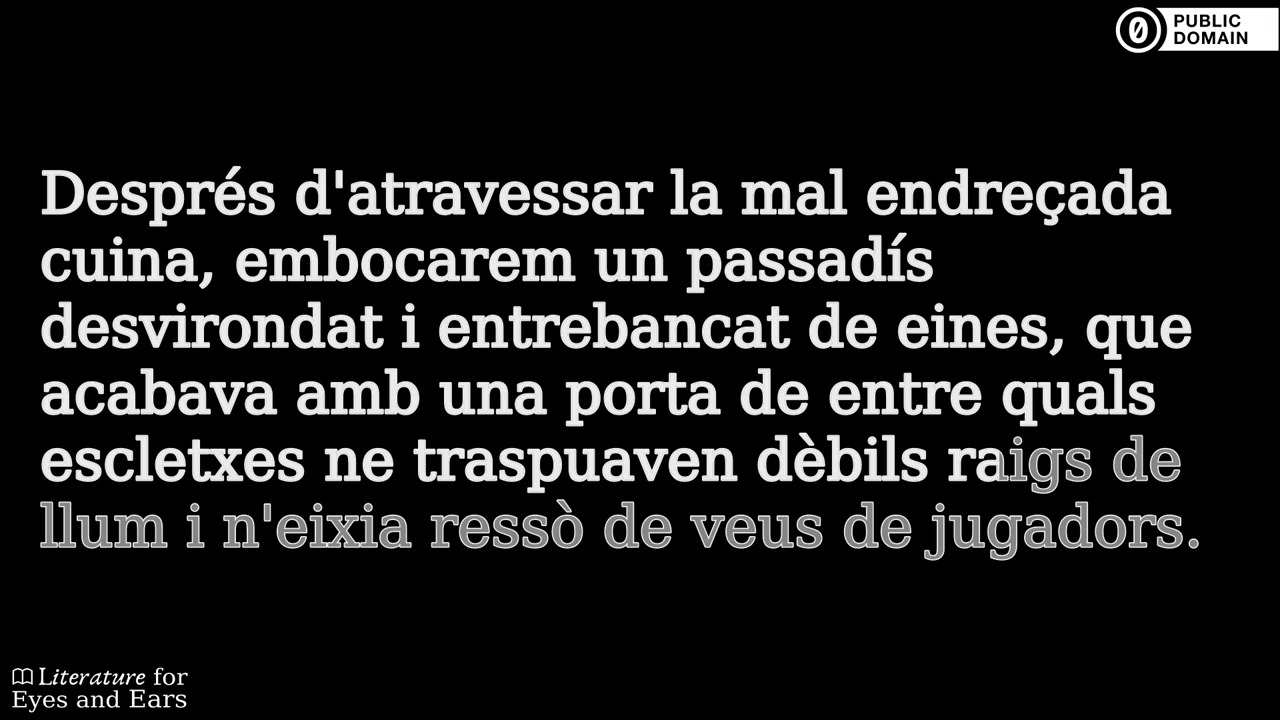 PUBLIC
DOMAIN
Després d'atravessar la mal endreçada
cuina, embocarem un passadís
desvirondat i entrebancat de eines, que
acabava amb una porta de entre quals
escletxes ne traspuaven dèbils raigs de
llum i n'eixia ressò de veus de jugadors.
Literature for
Eyes and Ears